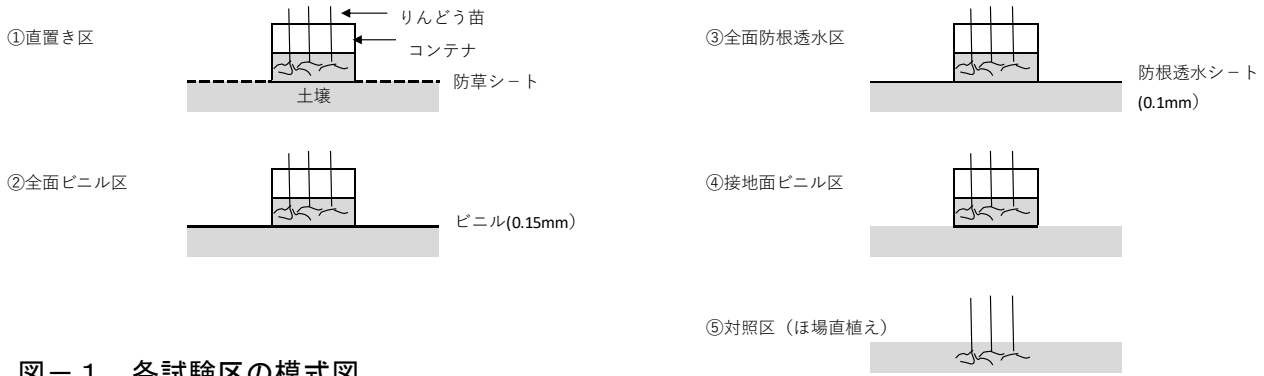 ①直置き区
りんどう苗
コンテナ
防草シート
土壌
②全面ビニル区
ビニル(0.15mm)
③全面防根透水区
防根透水シート
(0.1mm)
④接地面ビニル区
⑤対照区（ほ場直植え）
図－１　各試験区の模式図